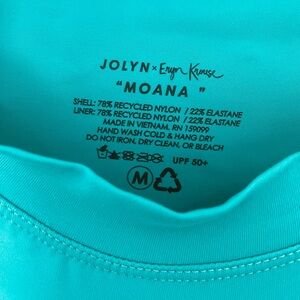 JOLYN × Eryn Krouse
"MOANA "
SHELL: 78% RECYCLED NYLON / 22% ELASTANE
LINER: 78% RECYCLED NYLON / 22% ELASTANE
MADE IN VIETNAM. RN 159099
HAND WASH COLD & HANG DRY
DO NOT IRON, DRY CLEAN, OR BLEACH
UPF 50+
M